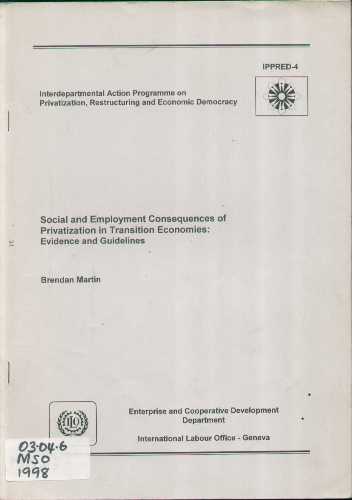 IPPRED-4
Interdepartmental Action Programme on
Privatization, Restructuring and Economic Democracy
Social and Employment Consequences of
Privatization in Transition Economies:
Evidence and Guidelines
Brendan Martin
Enterprise and Cooperative Development
Department
International Labour Office - Geneva
ILO
03·04·6
MSO
1998